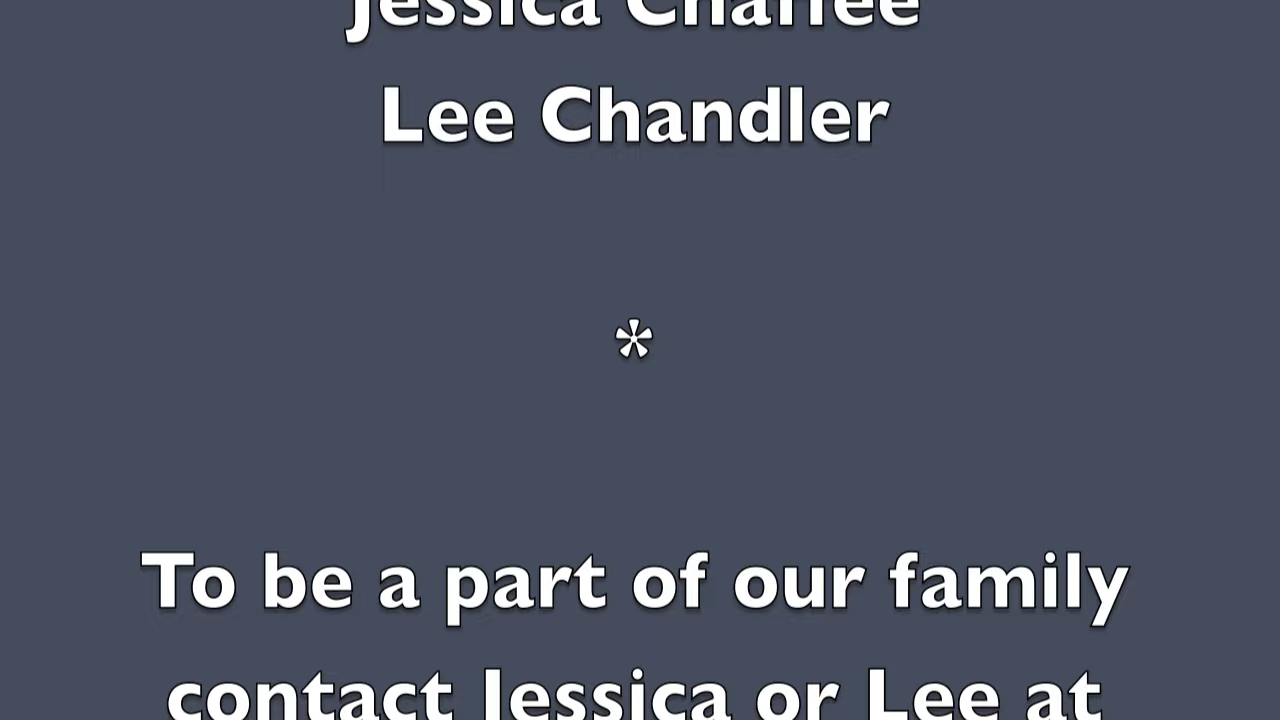 Jessica Chaffee
Lee Chandler
*
To be a part of our family
contact Jessica or Lee at